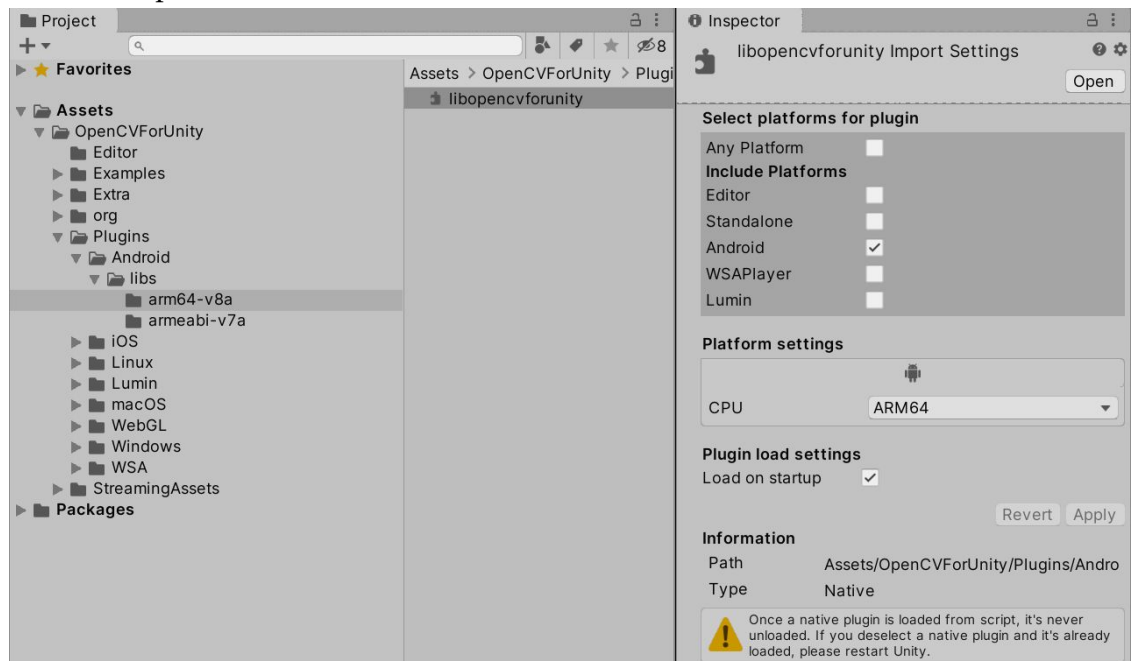 Project
8
Favorites
Assets > OpenCVForUnity > Plugi
libopencvforunity
Assets
OpenCVForUnity
Editor
Examples
Extra
org
Plugins
Android
libs
arm64-v8a
armeabi-v7a
iOS
Linux
Lumin
macOS
WebGL
Windows
WSA
StreamingAssets
Packages
Inspector
libopencvforunity Import Settings
Open
Select platforms for plugin
Any Platform
Include Platforms
Editor
Standalone
Android
WSAPlayer
Lumin
Platform settings
CPU ARM64
Plugin load settings
Load on startup
Revert Apply
Information
Path Assets/OpenCVForUnity/Plugins/Andro
Type Native
Once a native plugin is loaded from script, it's never
unloaded. If you deselect a native plugin and it's already
loaded, please restart Unity.